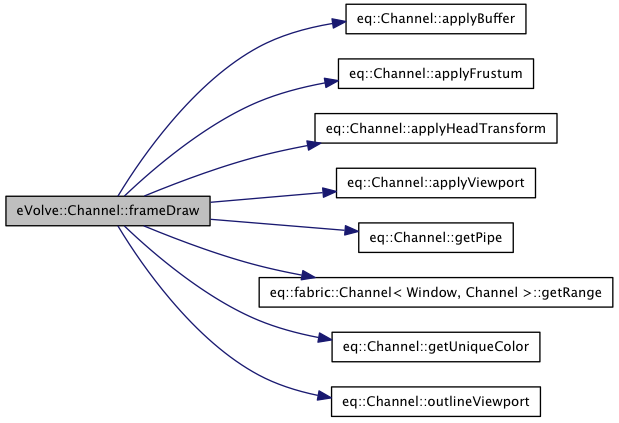 eq::Channel::applyBuffer
eq::Channel::applyFrustum
eq::Channel::applyHeadTransform
eq::Channel::applyViewport
eVolve::Channel::frameDraw
eq::Channel::getPipe
eq::fabric::Channel< Window, Channel >::getRange
eq::Channel::getUniqueColor
eq::Channel::outlineViewport